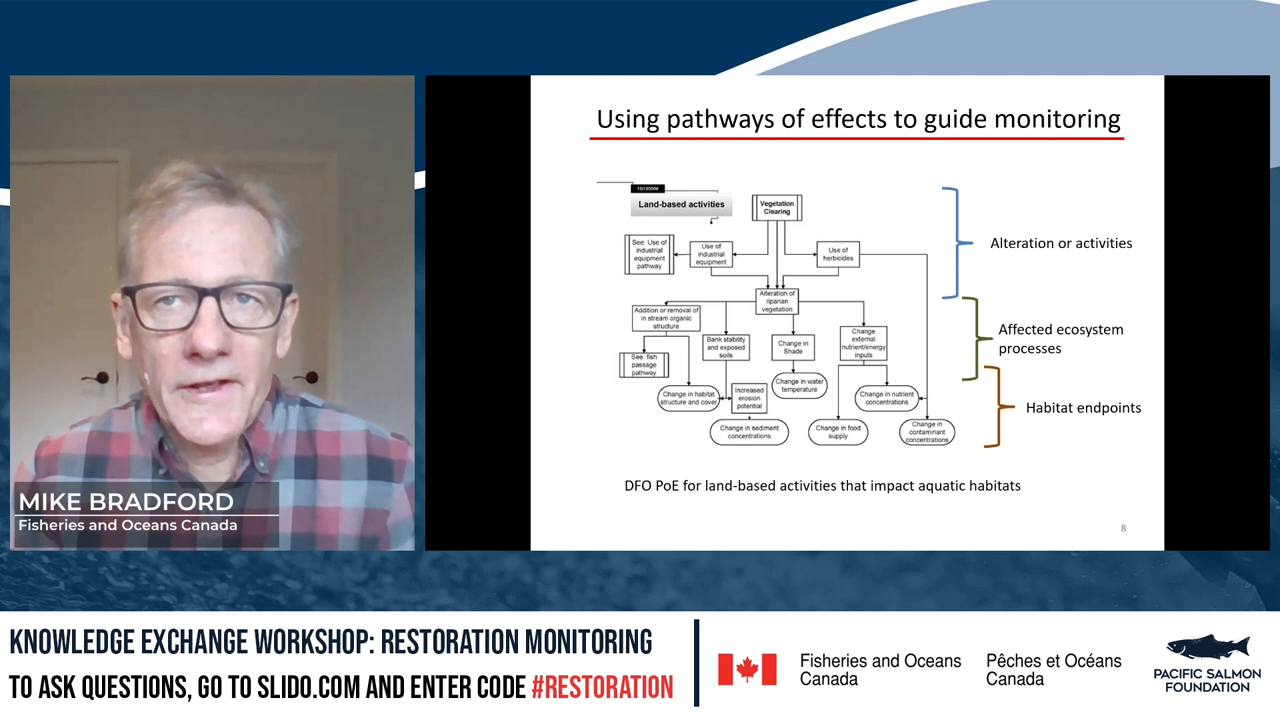 Using pathways of effects to guide monitoring
15/12/2006
Land-based activities
Vegetation
Clearing
See: Use of
industrial
equipment
pathway
Use of
industrial
equipment
Use of
herbicides
Alteration or activities
Alteration of
riparian
vegetation
Addition or removal of
in stream organic
structure
Bank stability
and exposed
soils
Change in
Shade
Change
external
nutrient/energy
inputs
Affected ecosystem
processes
See: fish
passage
pathway
Change in habitat
structure and cover
Increased
erosion
potential
Change in water
temperature
Change in nutrient
concentrations
Habitat endpoints
Change in sediment
concentrations
Change in food
supply
Change in
contaminant
concentrations
DFO PoE for land-based activities that impact aquatic habitats
8
MIKE BRADFORD
Fisheries and Oceans Canada
KNOWLEDGE EXCHANGE WORKSHOP: RESTORATION MONITORING
TO ASK QUESTIONS, GO TO SLIDO.COM AND ENTER CODE #RESTORATION
Fisheries and Oceans
Canada
Pêches et Océans
Canada
PACIFIC SALMON
FOUNDATION